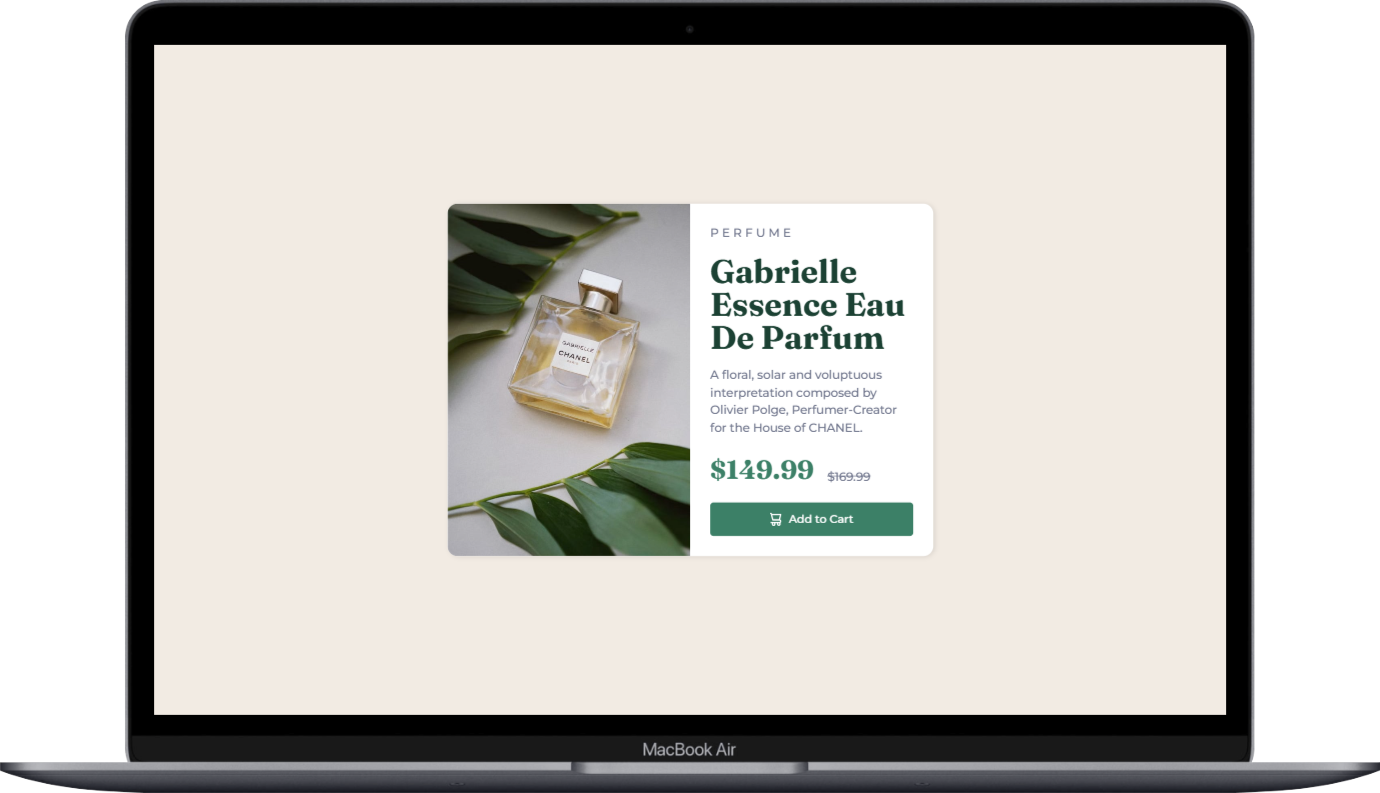 PERFUME
Gabrielle
Essence Eau
De Parfum
A floral, solar and voluptuous
interpretation composed by
Olivier Polge, Perfumer-Creator
for the House of CHANEL.
$149.99 $169.99
Add to Cart
GABRIELLE
CHANEL
PARIS
MacBook Air